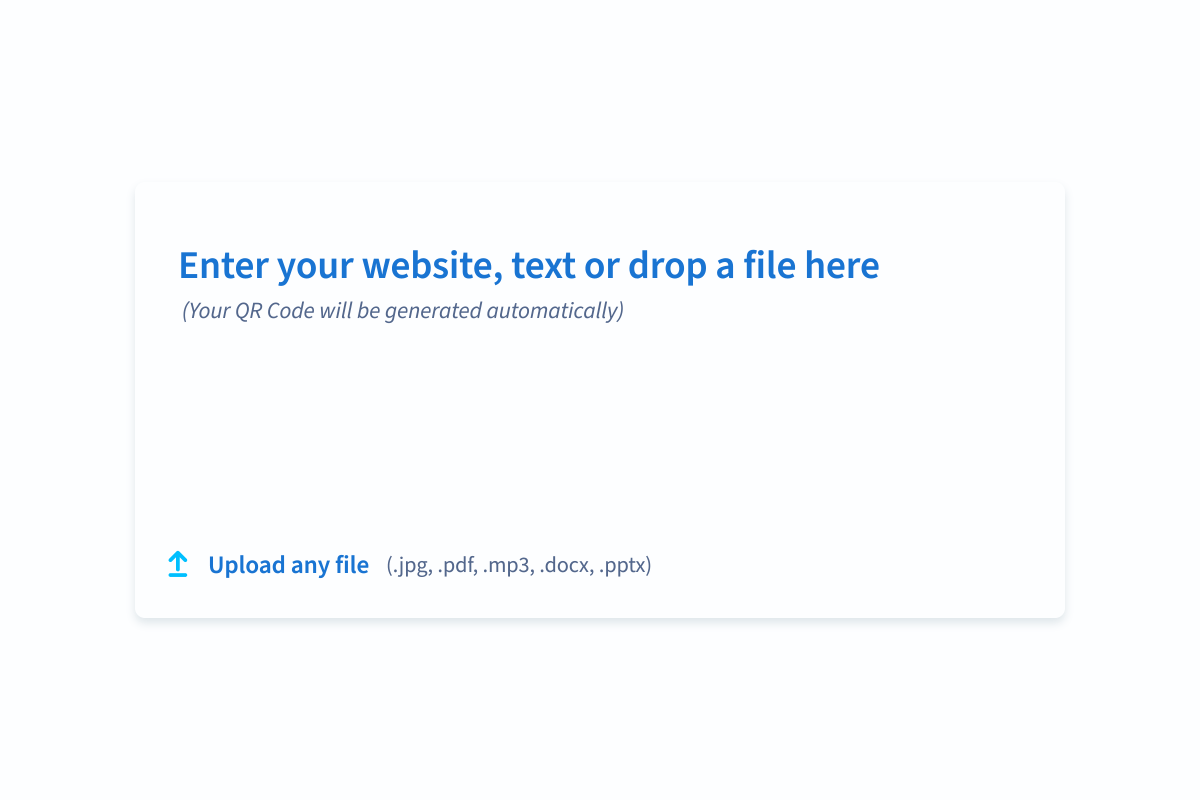 Enter your website, text or drop a file here
(Your QR Code will be generated automatically)
Upload any file (.jpg, .pdf, .mp3, .docx, .pptx)